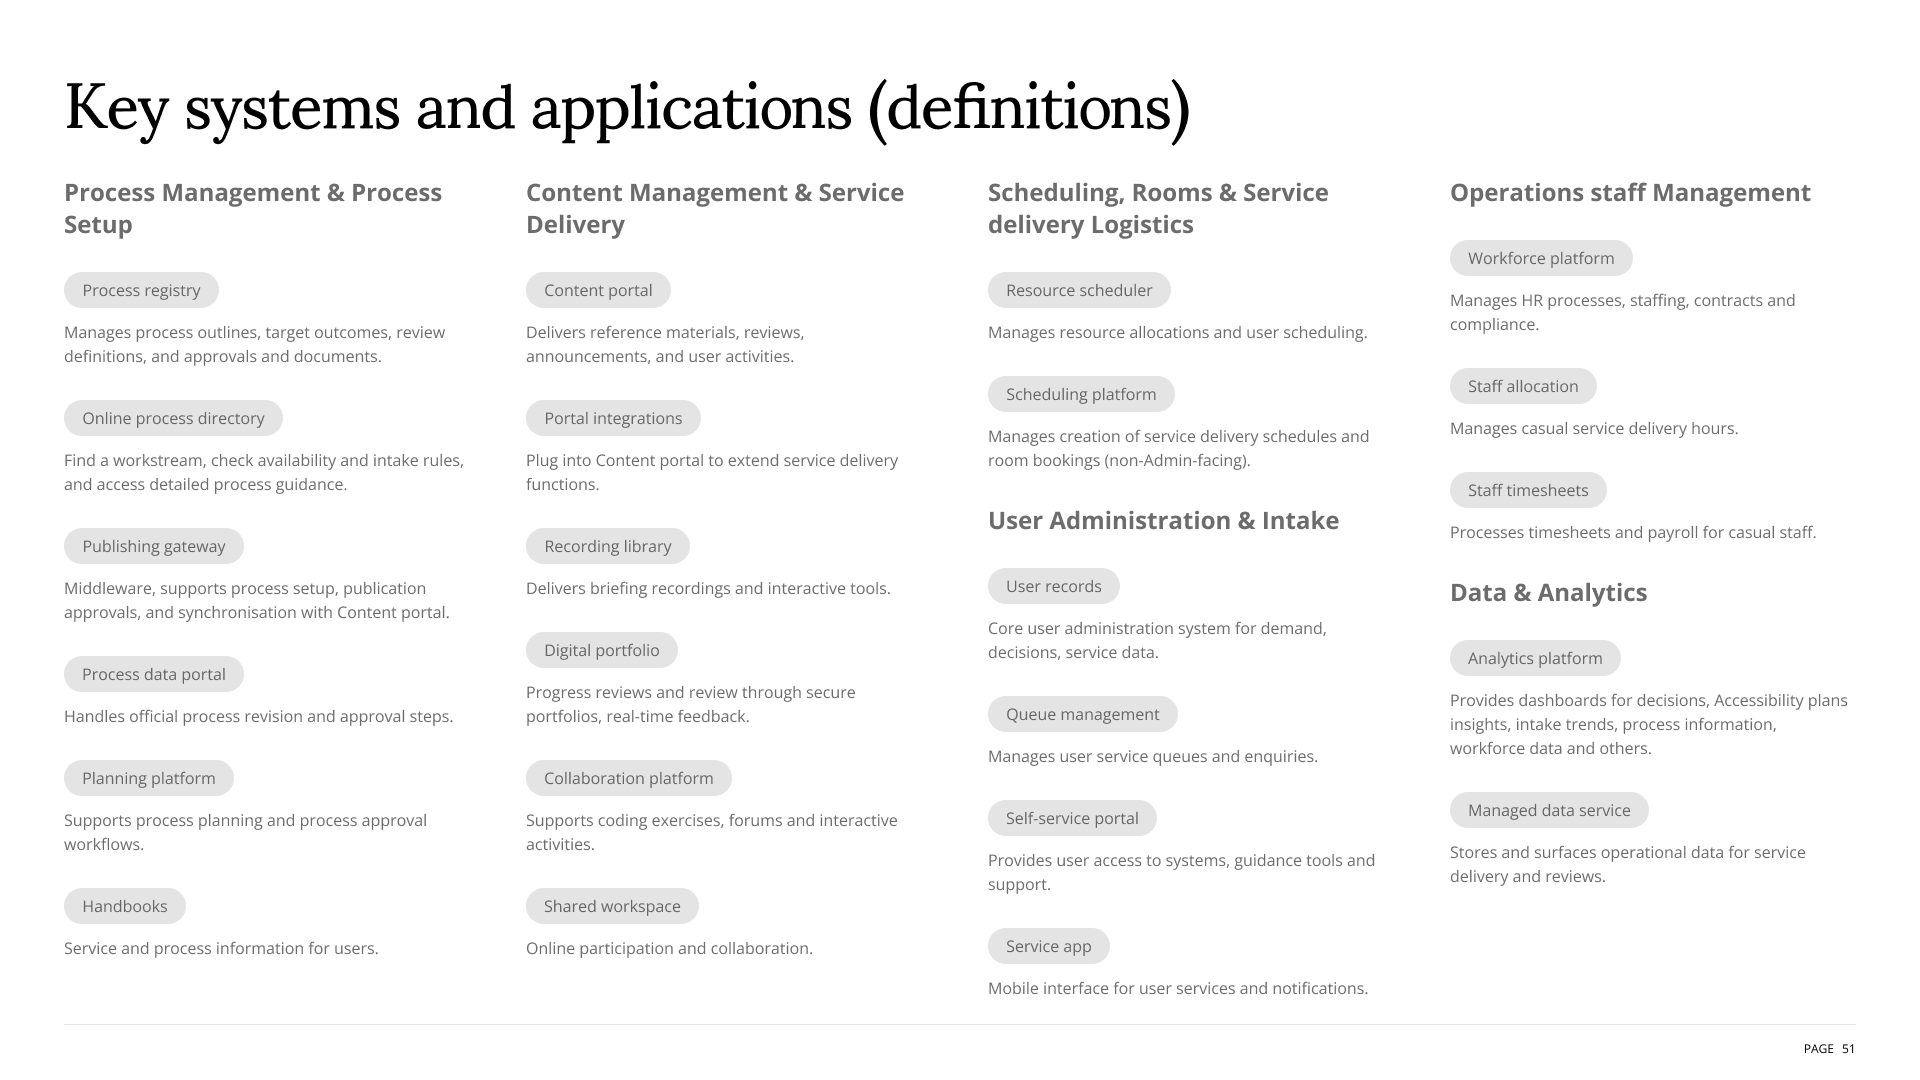 Key systems and applications (definitions)
Process Management & Process
Setup
Process registry
Manages process outlines, target outcomes, review
definitions, and approvals and documents.
Online process directory
Find a workstream, check availability and intake rules,
and access detailed process guidance.
Publishing gateway
Middleware, supports process setup, publication
approvals, and synchronisation with Content portal.
Process data portal
Handles official process revision and approval steps.
Planning platform
Supports process planning and process approval
workflows.
Handbooks
Service and process information for users.
Content Management & Service
Delivery
Content portal
Delivers reference materials, reviews,
announcements, and user activities.
Portal integrations
Plug into Content portal to extend service delivery
functions.
Recording library
Delivers briefing recordings and interactive tools.
Digital portfolio
Progress reviews and review through secure
portfolios, real-time feedback.
Collaboration platform
Supports coding exercises, forums and interactive
activities.
Shared workspace
Online participation and collaboration.
Scheduling, Rooms & Service
delivery Logistics
Resource scheduler
Manages resource allocations and user scheduling.
Scheduling platform
Manages creation of service delivery schedules and
room bookings (non-Admin-facing).
User Administration & Intake
User records
Core user administration system for demand,
decisions, service data.
Queue management
Manages user service queues and enquiries.
Self-service portal
Provides user access to systems, guidance tools and
support.
Service app
Mobile interface for user services and notifications.
Operations staff Management
Workforce platform
Manages HR processes, staffing, contracts and
compliance.
Staff allocation
Manages casual service delivery hours.
Staff timesheets
Processes timesheets and payroll for casual staff.
Data & Analytics
Analytics platform
Provides dashboards for decisions, Accessibility plans
insights, intake trends, process information,
workforce data and others.
Managed data service
Stores and surfaces operational data for service
delivery and reviews.
PAGE 51